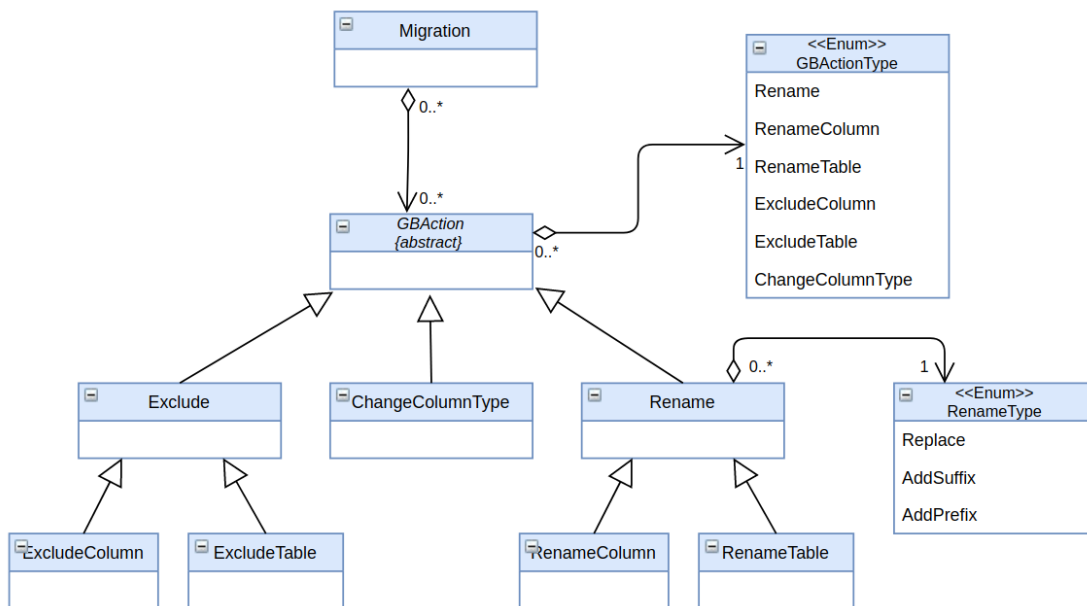 Migration
<<Enum>>
GBActionType
Rename
RenameColumn
RenameTable
ExcludeColumn
ExcludeTable
ChangeColumnType
0..*
0..*
1
GBAction
{abstract}
0..*
Exclude
ChangeColumnType
Rename
0..*
1
<<Enum>>
RenameType
Replace
AddSuffix
AddPrefix
ExcludeColumn
ExcludeTable
RenameColumn
RenameTable